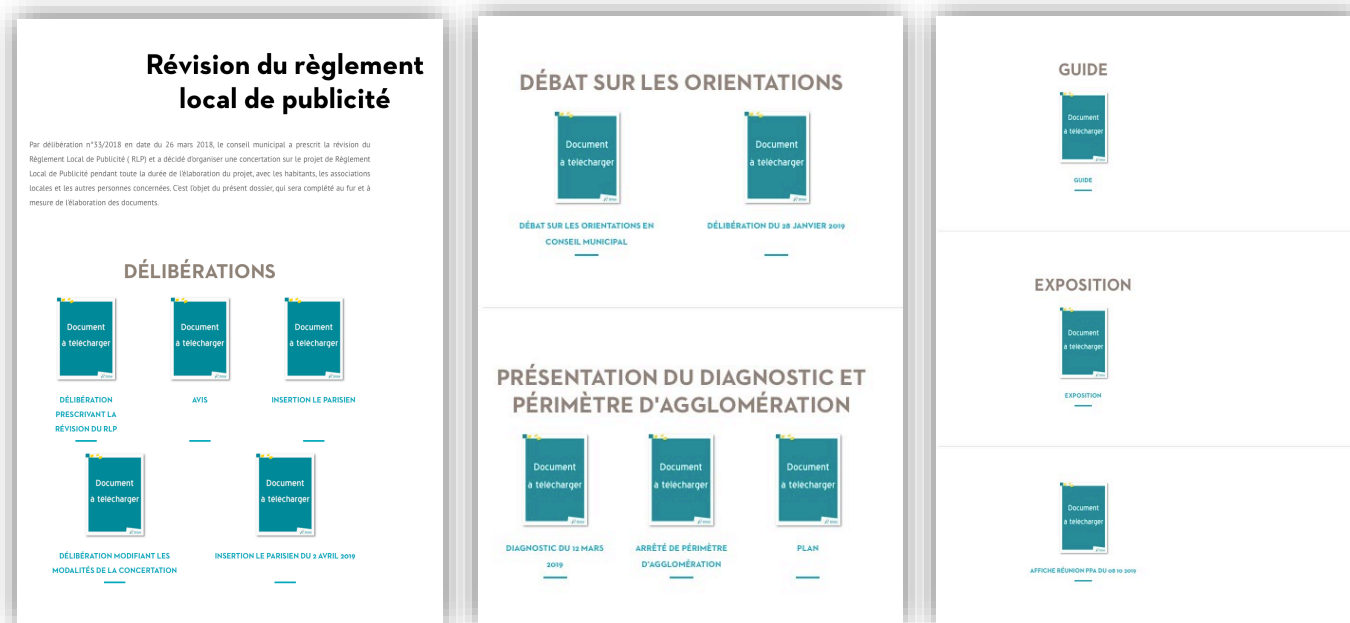 Révision du règlement
local de publicité
Par délibération n°33/2018 en date du 26 mars 2018, le conseil municipal a prescrit la révision du
Règlement Local de Publicité ( RLP) et a décidé d'organiser une concertation sur le projet de Règlement
Local de Publicité pendant toute la durée de l'élaboration du projet, avec les habitants, les associations
locales et les autres personnes concernées. C'est l'objet du présent dossier, qui sera complété au fur et à
mesure de l'élaboration des documents.
DÉLIBÉRATIONS
Document
à télécharger
Document
à télécharger
Document
à télécharger
DÉLIBÉRATION
PRESCRIVANT LA
RÉVISION DU RLP
AVIS
INSERTION LE PARISIEN
Document
à télécharger
Document
à télécharger
DÉLIBÉRATION MODIFIANT LES
MODALITÉS DE LA CONCERTATION
INSERTION LE PARISIEN DU 2 AVRIL 2019
DÉBAT SUR LES ORIENTATIONS
Document
à télécharger
Document
à télécharger
DÉBAT SUR LES ORIENTATIONS EN
CONSEIL MUNICIPAL
DÉLIBÉRATION DU 28 JANVIER 2019
PRÉSENTATION DU DIAGNOSTIC ET
PÉRIMÈTRE D'AGGLOMÉRATION
Document
à télécharger
Document
à télécharger
Document
à télécharger
DIAGNOSTIC DU 12 MARS
2019
ARRÊTÉ DE PÉRIMÈTRE
D'AGGLOMÉRATION
PLAN
GUIDE
Document
à télécharger
GUIDE
EXPOSITION
Document
à télécharger
EXPOSITION
Document
à télécharger
AFFICHE RÉUNION PPA DU 08 10 2019